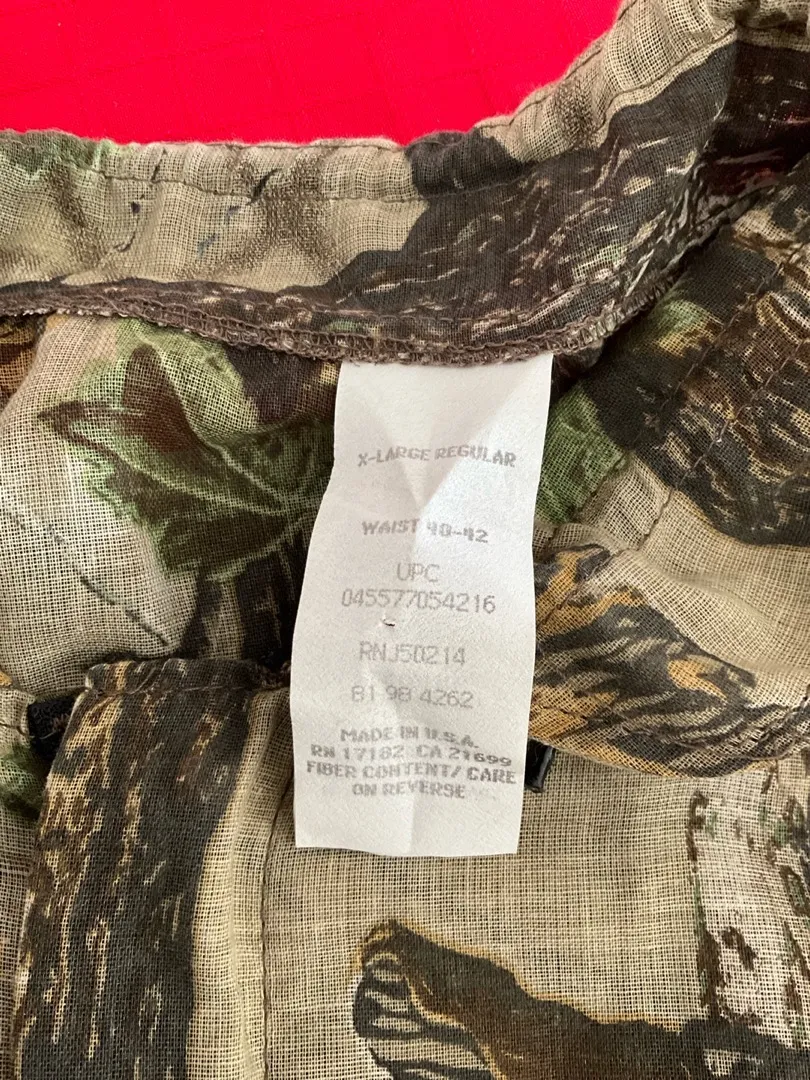 X-LARGE REGULAR
WAIST 40-42
UPC
045577054216
RNJ50214
81 98 4262
MADE IN U.S.A.
RN 17182 CA 21699
FIBER CONTENT/ CARE
ON REVERSE